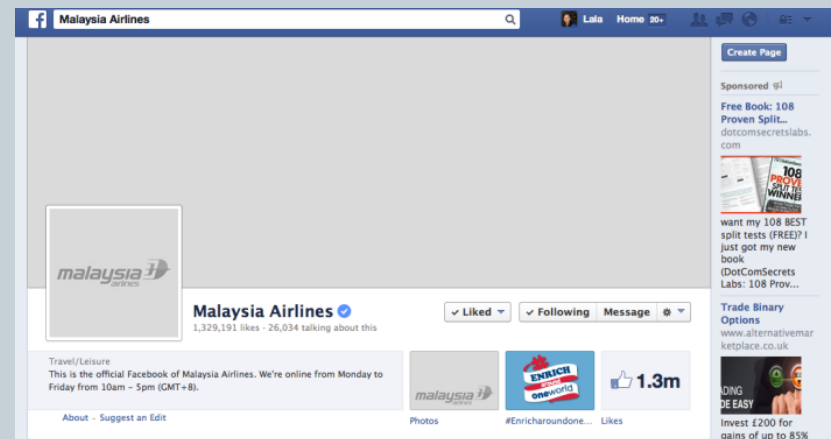 f Malaysia Airlines
Lala Home 20+
Create Page
Sponsored
Free Book: 108
Proven Split...
dotcomsecretslabs.
com
108
PROVEN
SPLIT TEST
WINNE
want my 108 BEST
split tests (FREE)? I
just got my new
book
(DotComSecrets
Labs: 108 Prov...
Trade Binary
Options
www.alternativemar
ketplace.co.uk
ADING
DE EASY
Invest £200 for
gains of up to 85%
malaysia
airlines
Malaysia Airlines
1,329,191 likes · 26,034 talking about this
✓ Liked ✓ Following Message
Travel/Leisure
This is the official Facebook of Malaysia Airlines. We're online from Monday to
Friday from 10am – 5pm (GMT+8).
About - Suggest an Edit
malaysia
airlines
Photos
ENRICH
around
oneworld
#Enricharoundone...
1.3m
Likes